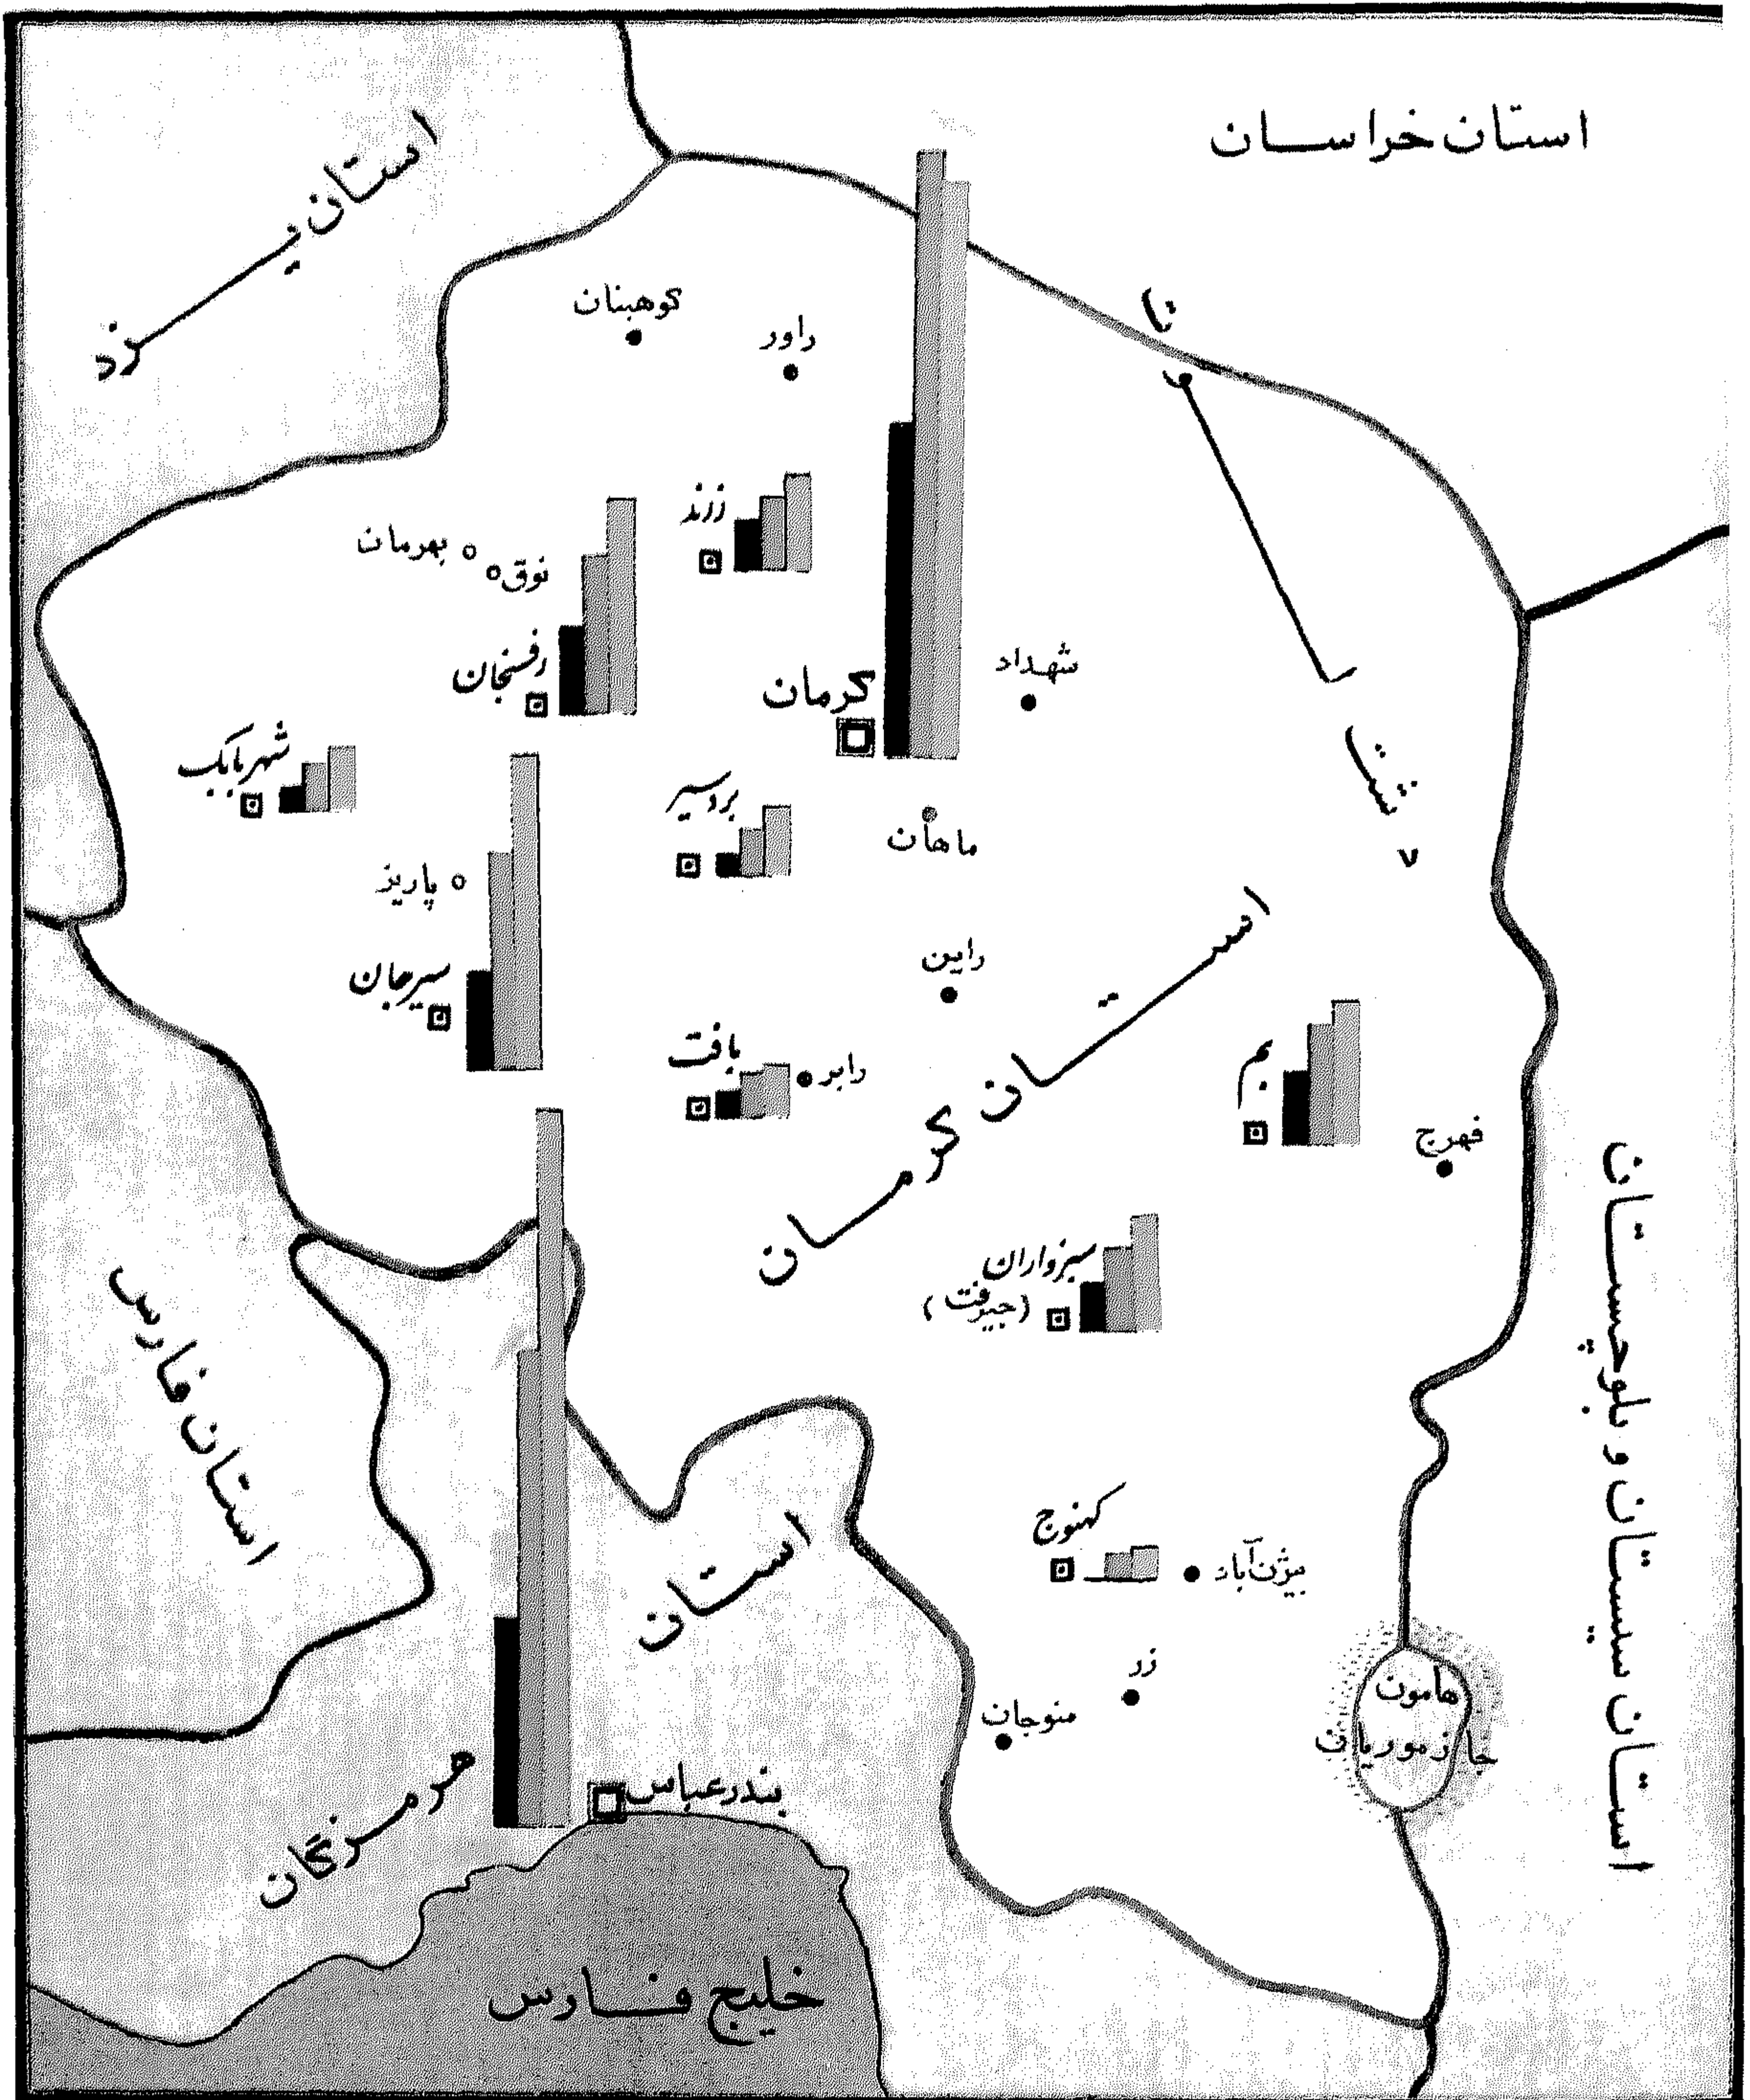 استان خراسان
استان یزد
کوهبنان
راور
زرند
بهرمان
نوق
رفسنجان
کرمان
شهداد
دشت لوت
شهربابک
بردسیر
ماهان
پاریز
سیرجان
راین
بافت
رابر
بم
فهرج
استان کرمان
سبزواران
(جیرفت)
استان فارس
استان سیستان و بلوچستان
کهنوج
بیژن‌آباد
زر
منوجان
هامون
جازموریان
استان
هرمزگان
بندرعباس
خلیج فارس